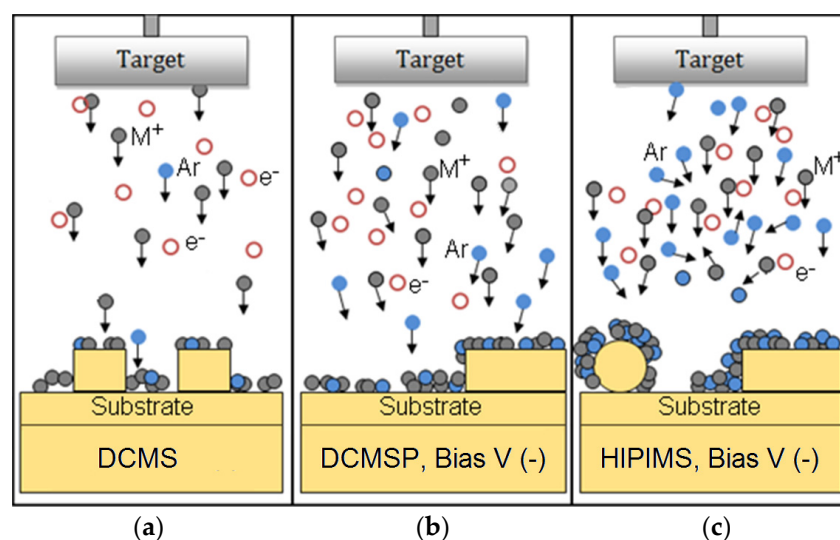 Target
M+
Ar
e-
e-
Substrate
DCMS
(a)
Target
M+
Ar
e-
Substrate
DCMSP, Bias V (-)
(b)
Target
Ar
M+
e-
Substrate
HIPIMS, Bias V (-)
(c)